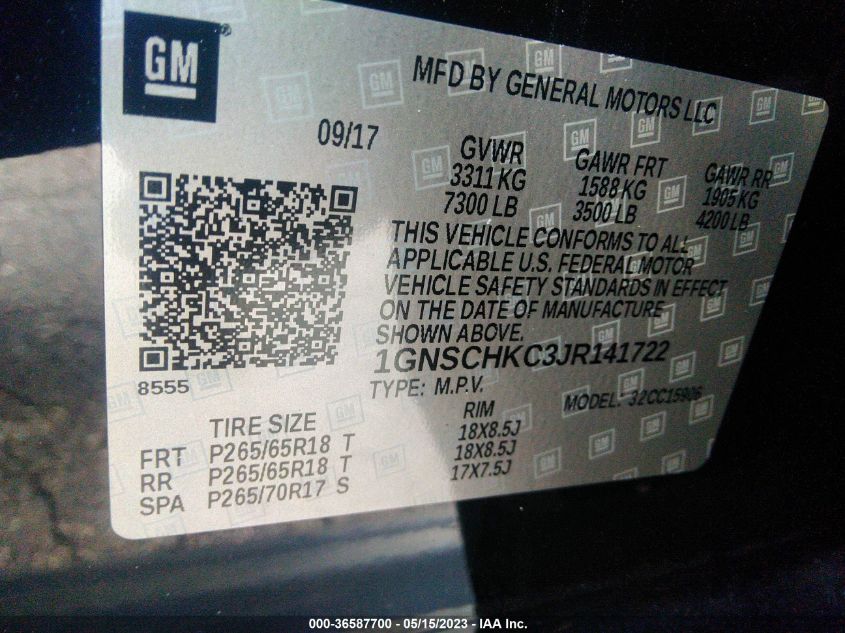 GM
®
MFD BY GENERAL MOTORS LLC
09/17
GVWR GAWR FRT GAWR RR
3311 KG 1588 KG 1905 KG
7300 LB 3500 LB 4200 LB
THIS VEHICLE CONFORMS TO ALL
APPLICABLE U.S. FEDERAL MOTOR
VEHICLE SAFETY STANDARDS IN EFFECT
ON THE DATE OF MANUFACTURE
SHOWN ABOVE.
1GNSCHKC3JR141722
8555
TYPE: M.P.V. MODEL: 32CC15906
TIRE SIZE RIM
FRT P265/65R18 T 18X8.5J
RR P265/65R18 T 18X8.5J
SPA P265/70R17 S 17X7.5J
000-36587700 - 05/15/2023 - IAA Inc.